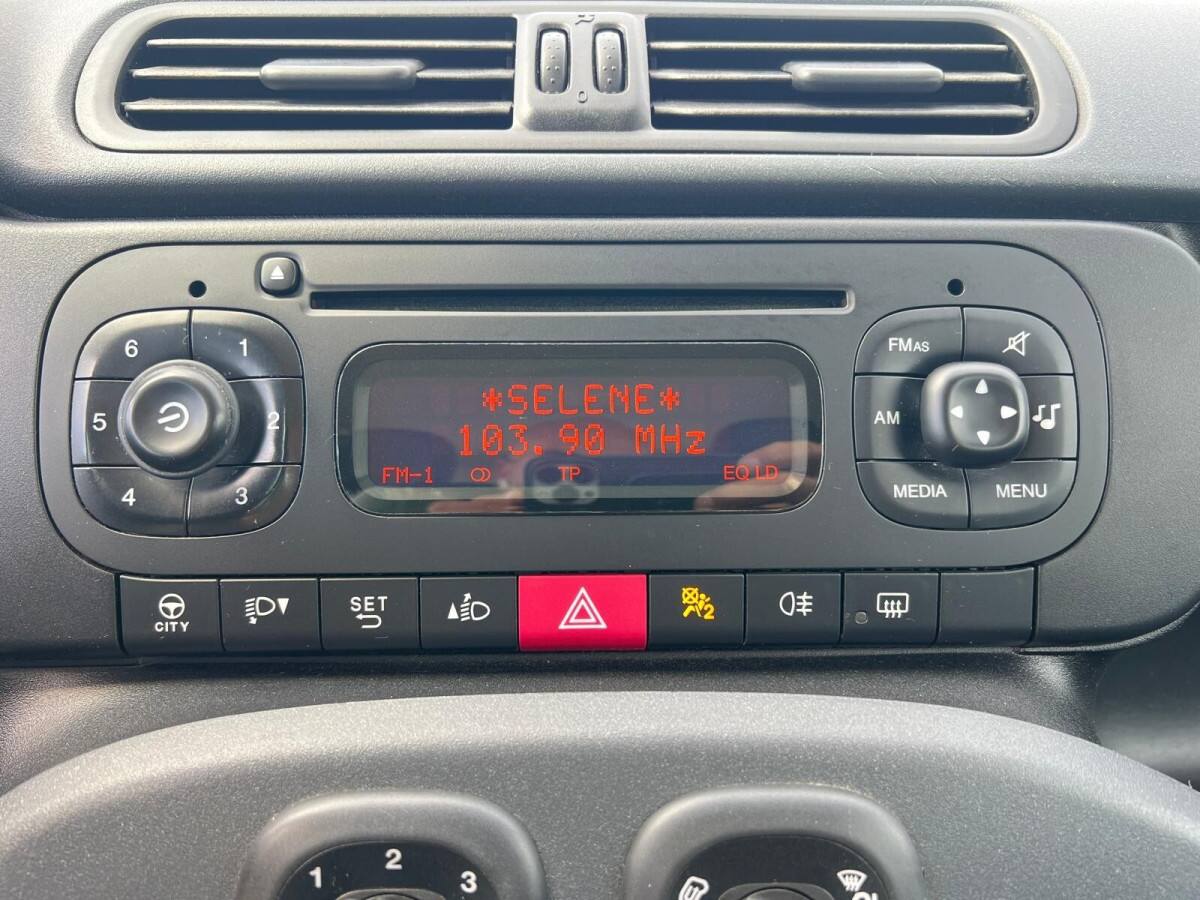 0
6 1
5 2
4 3
*SELENE*
103.90 MHz
FM-1 TP EQ LD
FMAS
AM
MEDIA MENU
CITY
SET
2
1 2 3